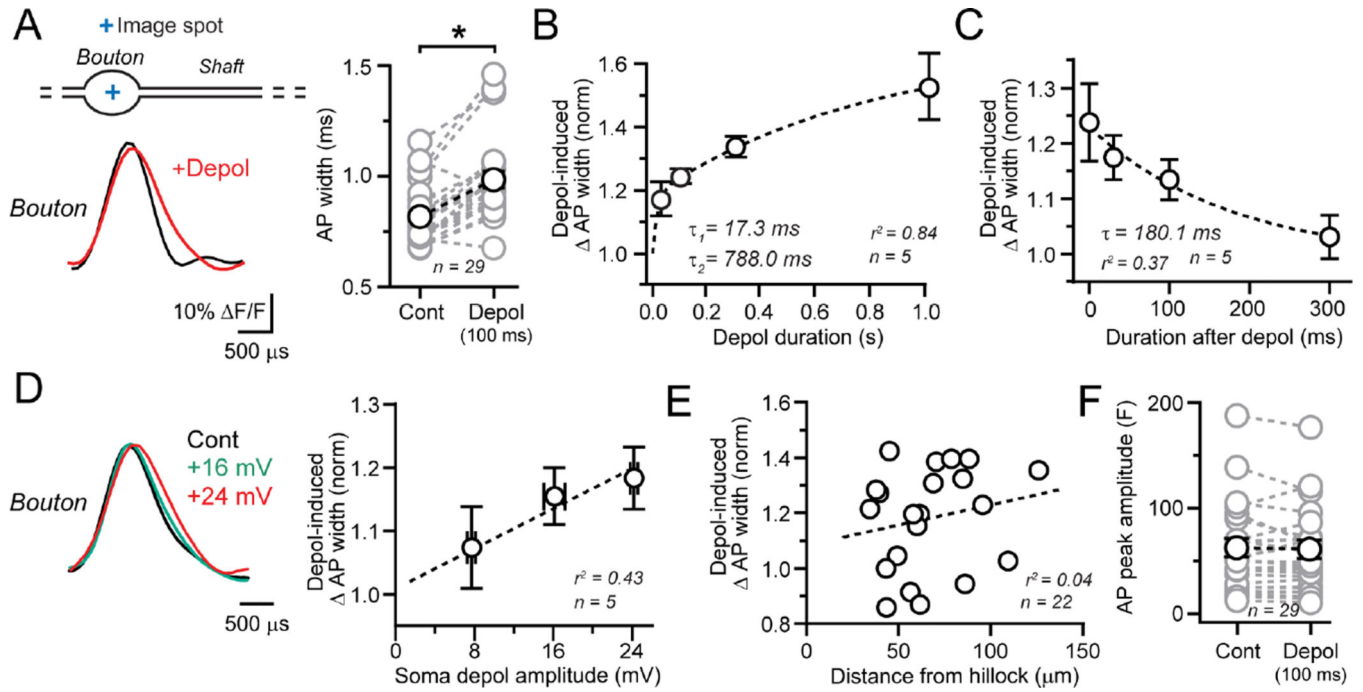 A
+ Image spot
Bouton
Shaft
+Depol
Bouton
10% ΔF/F
500 µs
*
AP width (ms)
1.5
1.0
0.5
n = 29
Cont
Depol
(100 ms)
B
Depol-induced
Δ AP width (norm)
1.6
1.4
1.2
1.0
τ1 = 17.3 ms
τ2 = 788.0 ms
r2 = 0.84
n = 5
0.0 0.2 0.4 0.6 0.8 1.0
Depol duration (s)
C
Depol-induced
Δ AP width (norm)
1.3
1.2
1.1
1.0
τ = 180.1 ms
r2 = 0.37 n = 5
0 100 200 300
Duration after depol (ms)
D
Cont
+16 mV
+24 mV
Bouton
500 µs
Depol-induced
Δ AP width (norm)
1.3
1.2
1.1
1.0
r2 = 0.43
n = 5
0 8 16 24
Soma depol amplitude (mV)
E
Depol-induced
Δ AP width (norm)
1.6
1.4
1.2
1.0
0.8
r2 = 0.04
n = 22
0 50 100 150
Distance from hillock (µm)
F
AP peak amplitude (F)
200
100
0
n = 29
Cont
Depol
(100 ms)